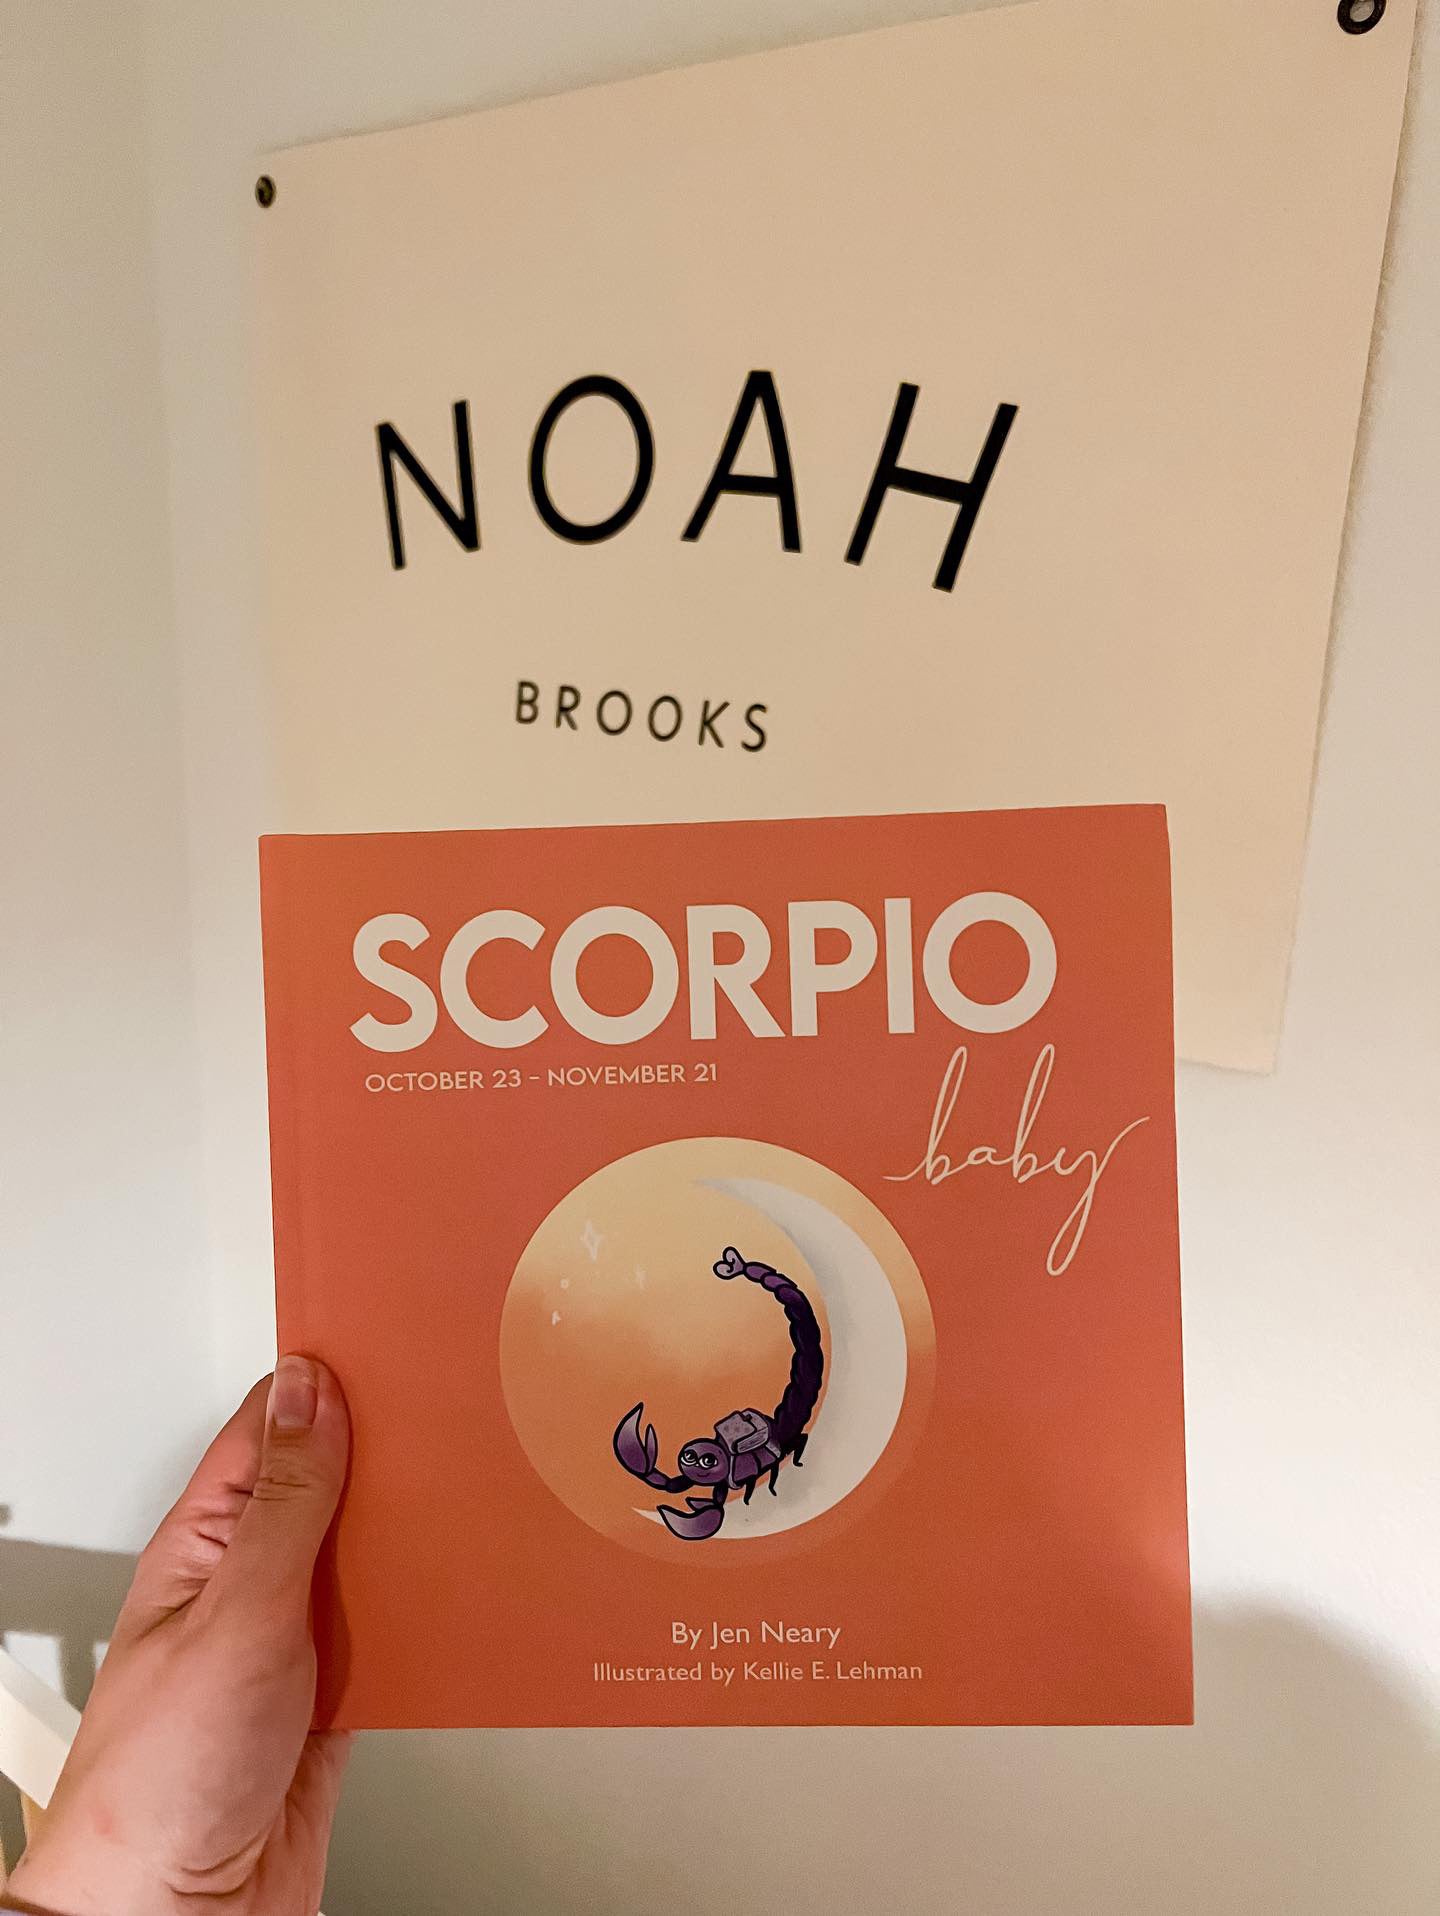 NOAH
BROOKS
SCORPIO
OCTOBER 23 – NOVEMBER 21
baby
By Jen Neary
Illustrated by Kellie E. Lehman